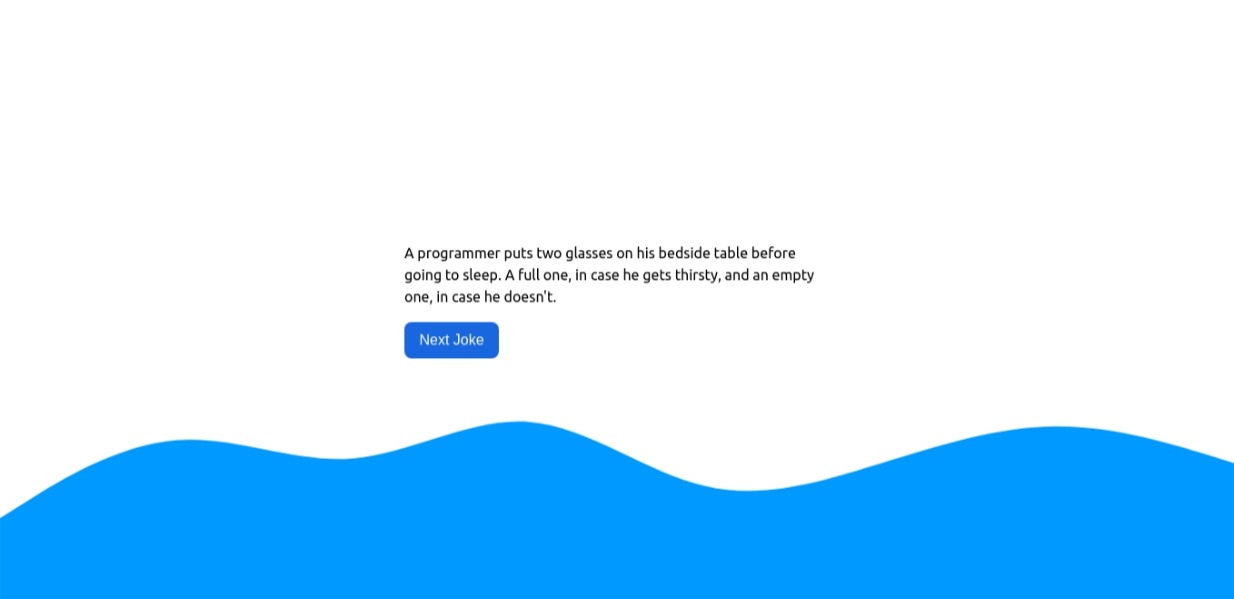 A programmer puts two glasses on his bedside table before
going to sleep. A full one, in case he gets thirsty, and an empty
one, in case he doesn't.
Next Joke